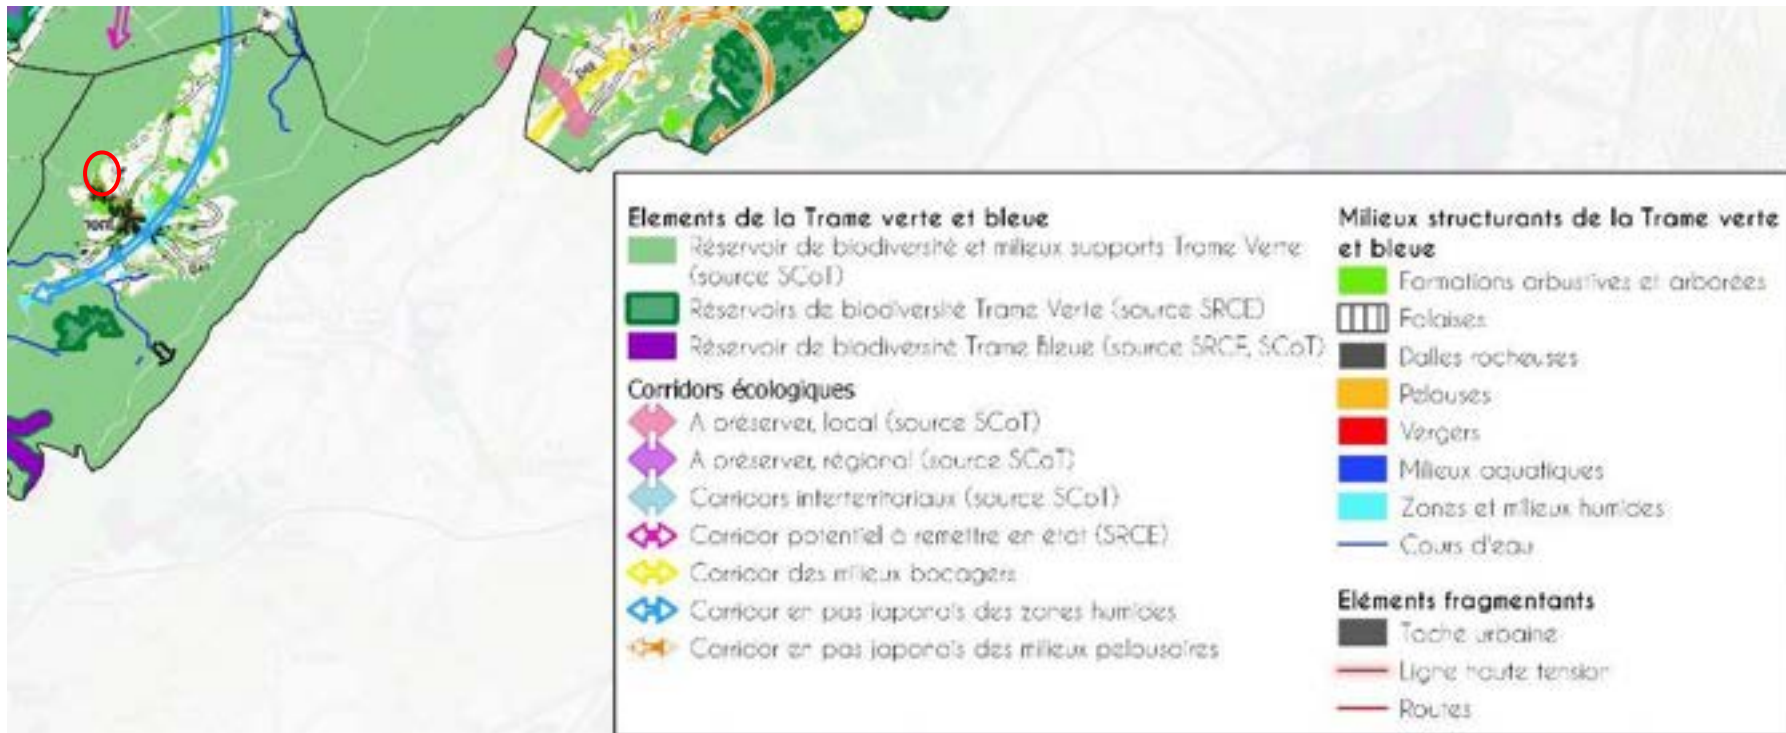 Elements de la Trame verte et bleue
Réservoir de biodiversité et milieux supports Trame Verte
(source SCoT)
Réservoirs de biodiversité Trame Verte (source SRCE)
Réservoir de biodiversité Trame Bleue (source SRCE, SCoT)
Corridors écologiques
A préserver, local (source SCoT)
A préserver, régional (source SCoT)
Corridors interterritoriaux (source SCoT)
Corridor potentiel à remettre en état (SRCE)
Corridor des milieux bocagers
Corridor en pas japonais des zones humides
Corridor en pas japonais des milieux pelousaires
Milieux structurants de la Trame verte
et bleue
Formations arbustives et arborées
Falaises
Dalles rocheuses
Pelouses
Vergers
Milieux aquatiques
Zones et milieux humides
Cours d'eau
Eléments fragmentants
Tache urbaine
Ligne haute tension
Routes